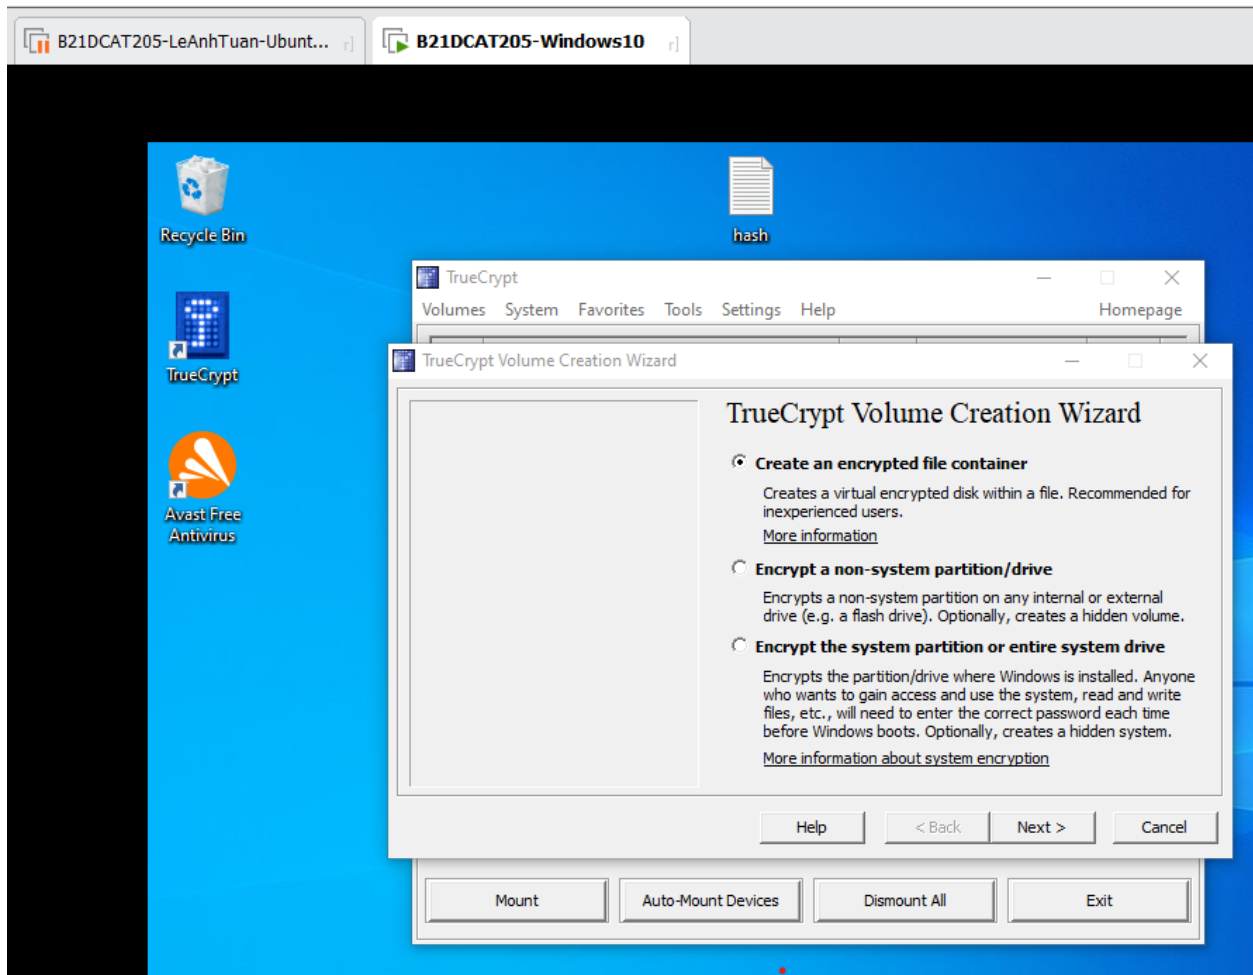 B21DCAT205-LeAnhTuan-Ubunt... r]
B21DCAT205-Windows10 r]
Recycle Bin
hash
TrueCrypt
Volumes System Favorites Tools Settings Help Homepage
TrueCrypt
TrueCrypt Volume Creation Wizard
TrueCrypt Volume Creation Wizard
Create an encrypted file container
Creates a virtual encrypted disk within a file. Recommended for
inexperienced users.
More information
Avast Free
Antivirus
Encrypt a non-system partition/drive
Encrypts a non-system partition on any internal or external
drive (e.g. a flash drive). Optionally, creates a hidden volume.
Encrypt the system partition or entire system drive
Encrypts the partition/drive where Windows is installed. Anyone
who wants to gain access and use the system, read and write
files, etc., will need to enter the correct password each time
before Windows boots. Optionally, creates a hidden system.
More information about system encryption
Help < Back Next > Cancel
Mount Auto-Mount Devices Dismount All Exit